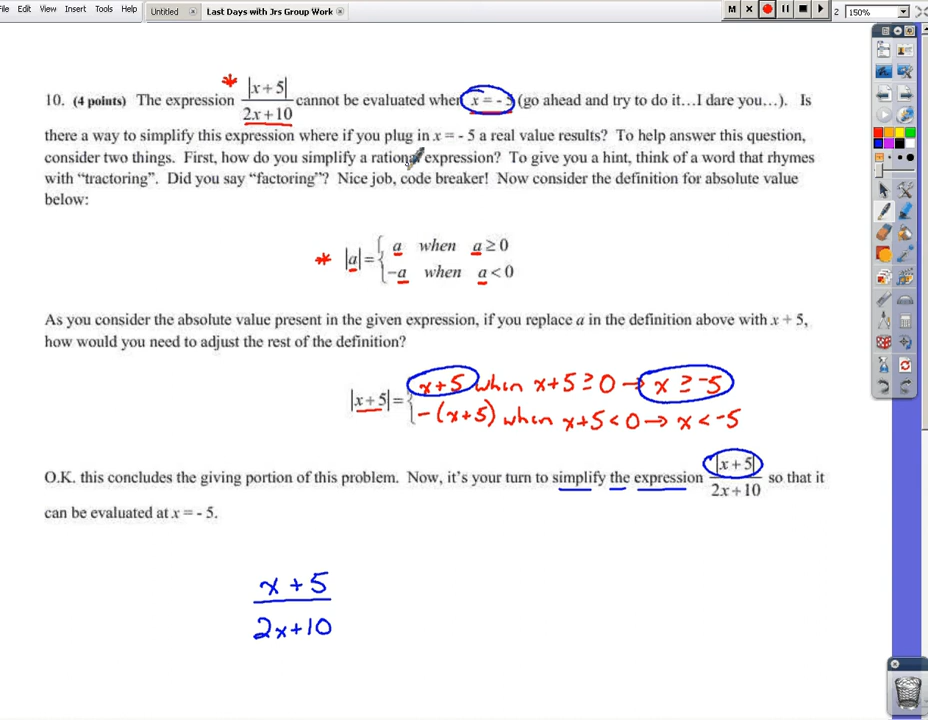 File Edit View Insert Tools Help
Untitled
Last Days with Jrs Group Work
M
2
150%
10. (4 points) The expression |x+5| / 2x+10 cannot be evaluated when x = - 5 (go ahead and try to do it…I dare you…). Is
there a way to simplify this expression where if you plug in x = - 5 a real value results? To help answer this question,
consider two things. First, how do you simplify a rational expression? To give you a hint, think of a word that rhymes
with “tractoring”. Did you say “factoring”? Nice job, code breaker! Now consider the definition for absolute value
below:
* |a| = { a when a ≥ 0
-a when a < 0
As you consider the absolute value present in the given expression, if you replace a in the definition above with x + 5,
how would you need to adjust the rest of the definition?
|x+5| = { x+5 when x+5 ≥ 0 → x ≥ -5
-(x+5) when x+5 < 0 → x < -5
O.K. this concludes the giving portion of this problem. Now, it’s your turn to simplify the expression |x+5| / 2x+10 so that it
can be evaluated at x = - 5.
x + 5
2x+10